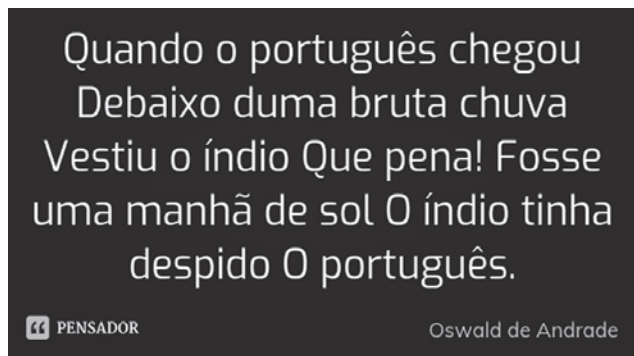 Quando o português chegou
Debaixo duma bruta chuva
Vestiu o índio Que pena! Fosse
uma manhã de sol O índio tinha
despido O português.
PENSADOR
Oswald de Andrade